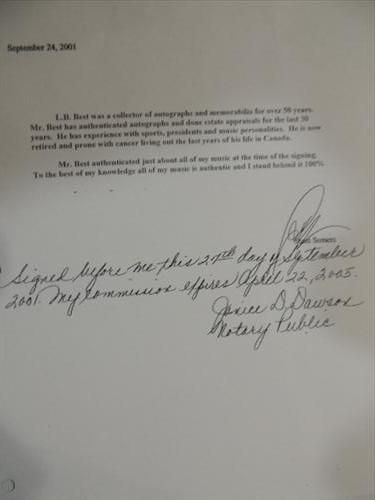 September 24, 2001
L.B. Best was a collector of autographs and memorabilia for over 50 years.
Mr. Best has authenticated autographs and done estate appraisals for the last 20
years. He has experience with sports, presidents and music personalities. He is now
retired and prone with cancer living out the last years of his life in Canada.
Mr. Best authenticated just about all of my music at the time of the signing.
To the best of my knowledge all of my music is authentic and I stand behind it 100%.
Somers
Signed before me this 27th day of September
2001. My commission expires April 22, 2005.
Janice D. Dawson
Notary Public